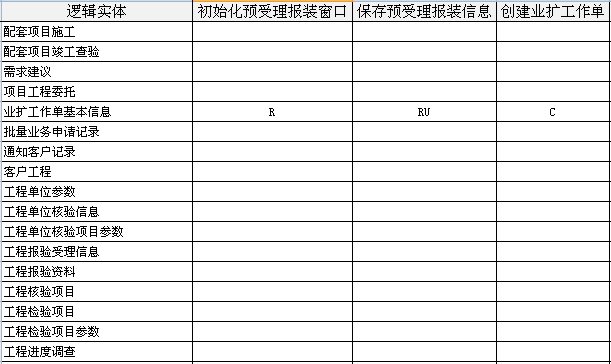 逻辑实体 初始化预受理报装窗口 保存预受理报装信息 创建业扩工作单
配套项目施工
配套项目竣工查验
需求建议
项目工程委托
业扩工作单基本信息 R RU C
批量业务申请记录
通知客户记录
客户工程
工程单位参数
工程单位核验信息
工程单位核验项目参数
工程报验受理信息
工程报验资料
工程核验项目
工程检验项目
工程检验项目参数
工程进度调查